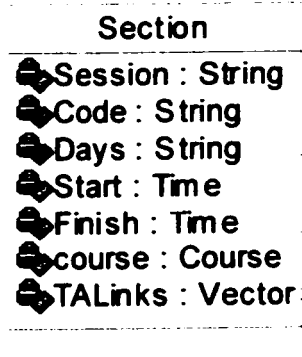 Section
Session : String
Code : String
Days : String
Start : Time
Finish : Time
course : Course
TALinks : Vector